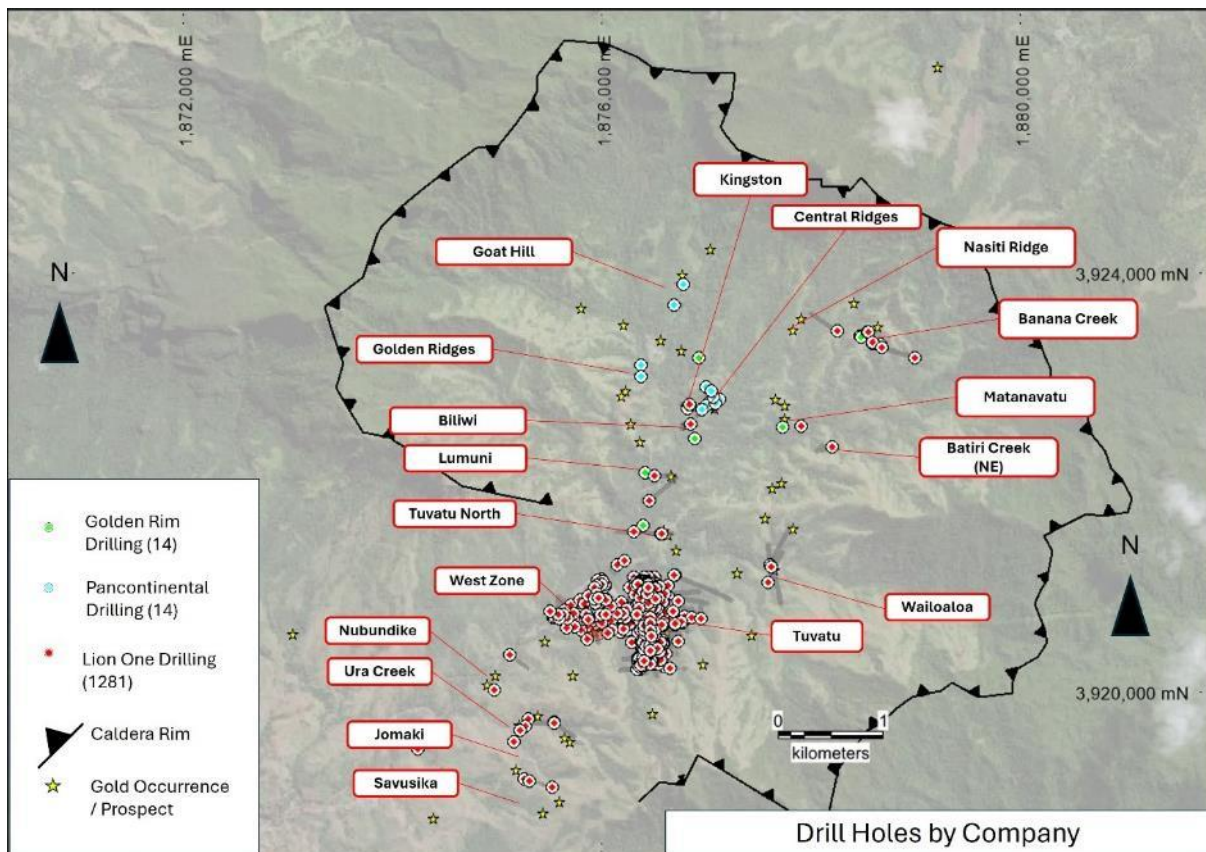 1,872,000 mE
1,876,000 mE
1,880,000 mE
Kingston
Central Ridges
Goat Hill
Nasiti Ridge
3,924,000 mN
N
Banana Creek
Golden Ridges
Matanavatu
Biliwi
Batiri Creek
(NE)
Lumuni
Tuvatu North
N
West Zone
Wailoaloa
Nubundike
Tuvatu
Ura Creek
3,920,000 mN
Jomaki
0
1
kilometers
Savusika
Golden Rim
Drilling (14)
Pancontinental
Drilling (14)
Lion One Drilling
(1281)
Caldera Rim
Gold Occurrence
/ Prospect
Drill Holes by Company